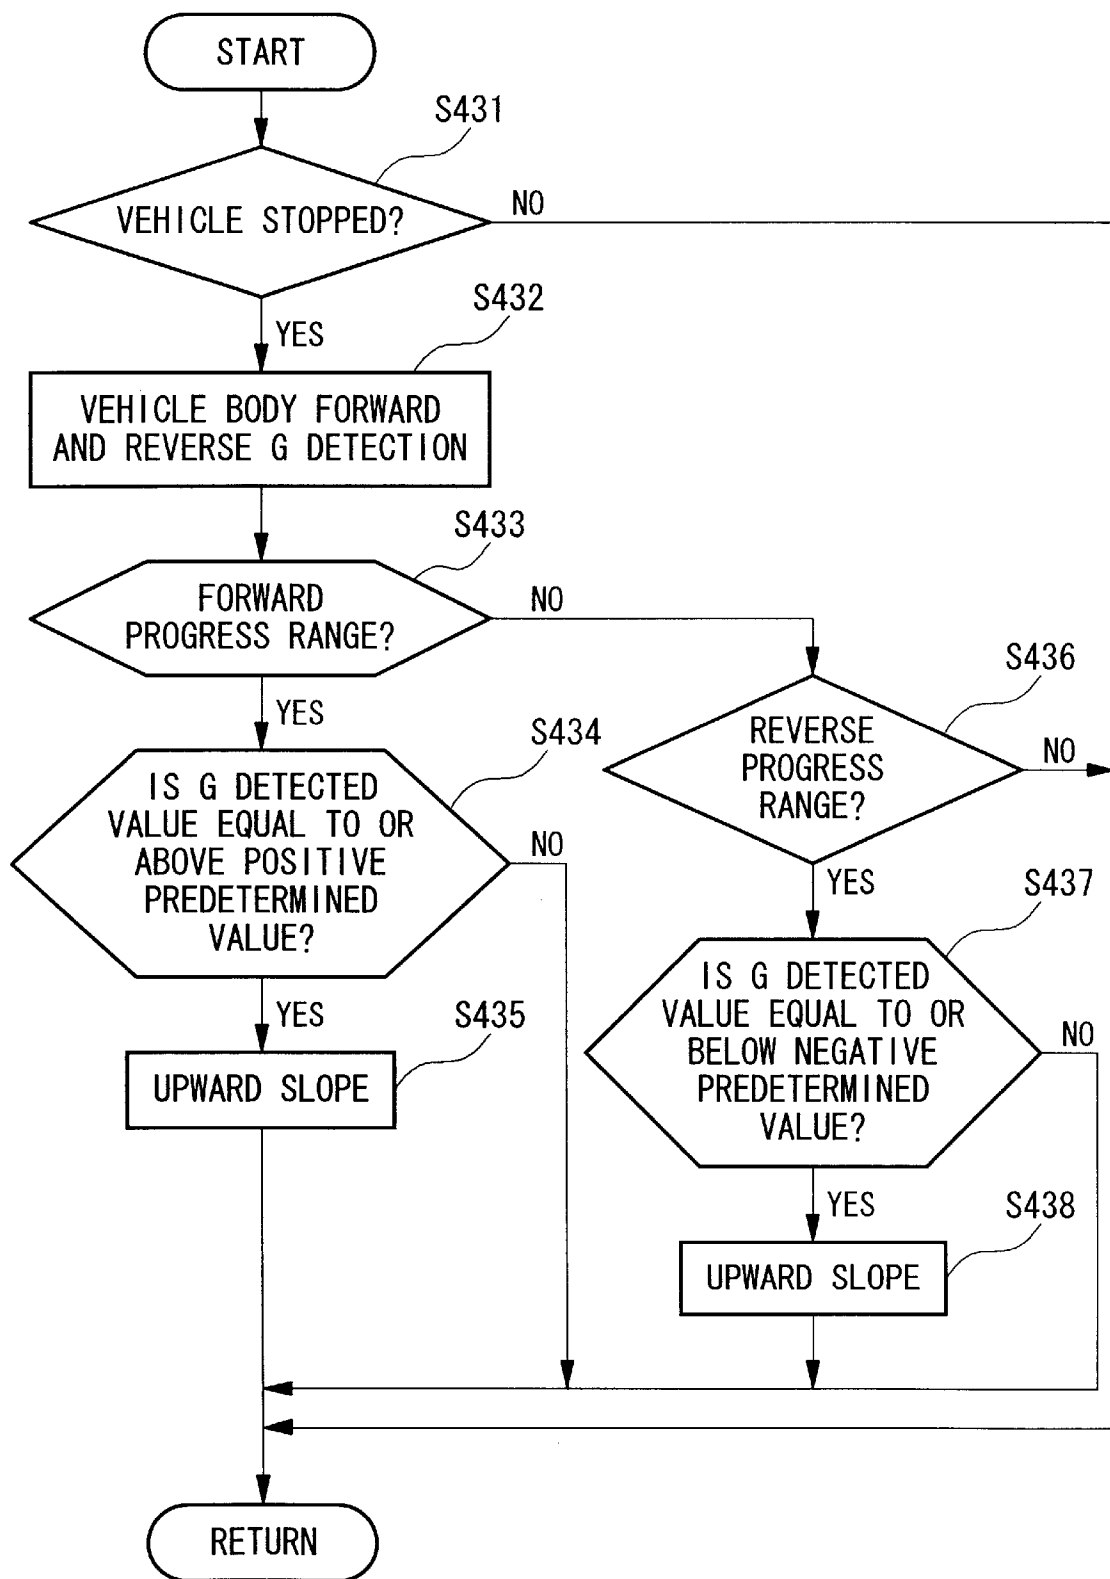 START
S431
VEHICLE STOPPED?
NO
S432
YES
VEHICLE BODY FORWARD
AND REVERSE G DETECTION
S433
FORWARD
PROGRESS RANGE?
NO
S436
YES
REVERSE
PROGRESS
RANGE?
NO
S434
IS G DETECTED
VALUE EQUAL TO OR
ABOVE POSITIVE
PREDETERMINED
VALUE?
NO
YES
S437
IS G DETECTED
VALUE EQUAL TO OR
BELOW NEGATIVE
PREDETERMINED
VALUE?
NO
YES
S435
UPWARD SLOPE
YES
S438
UPWARD SLOPE
RETURN